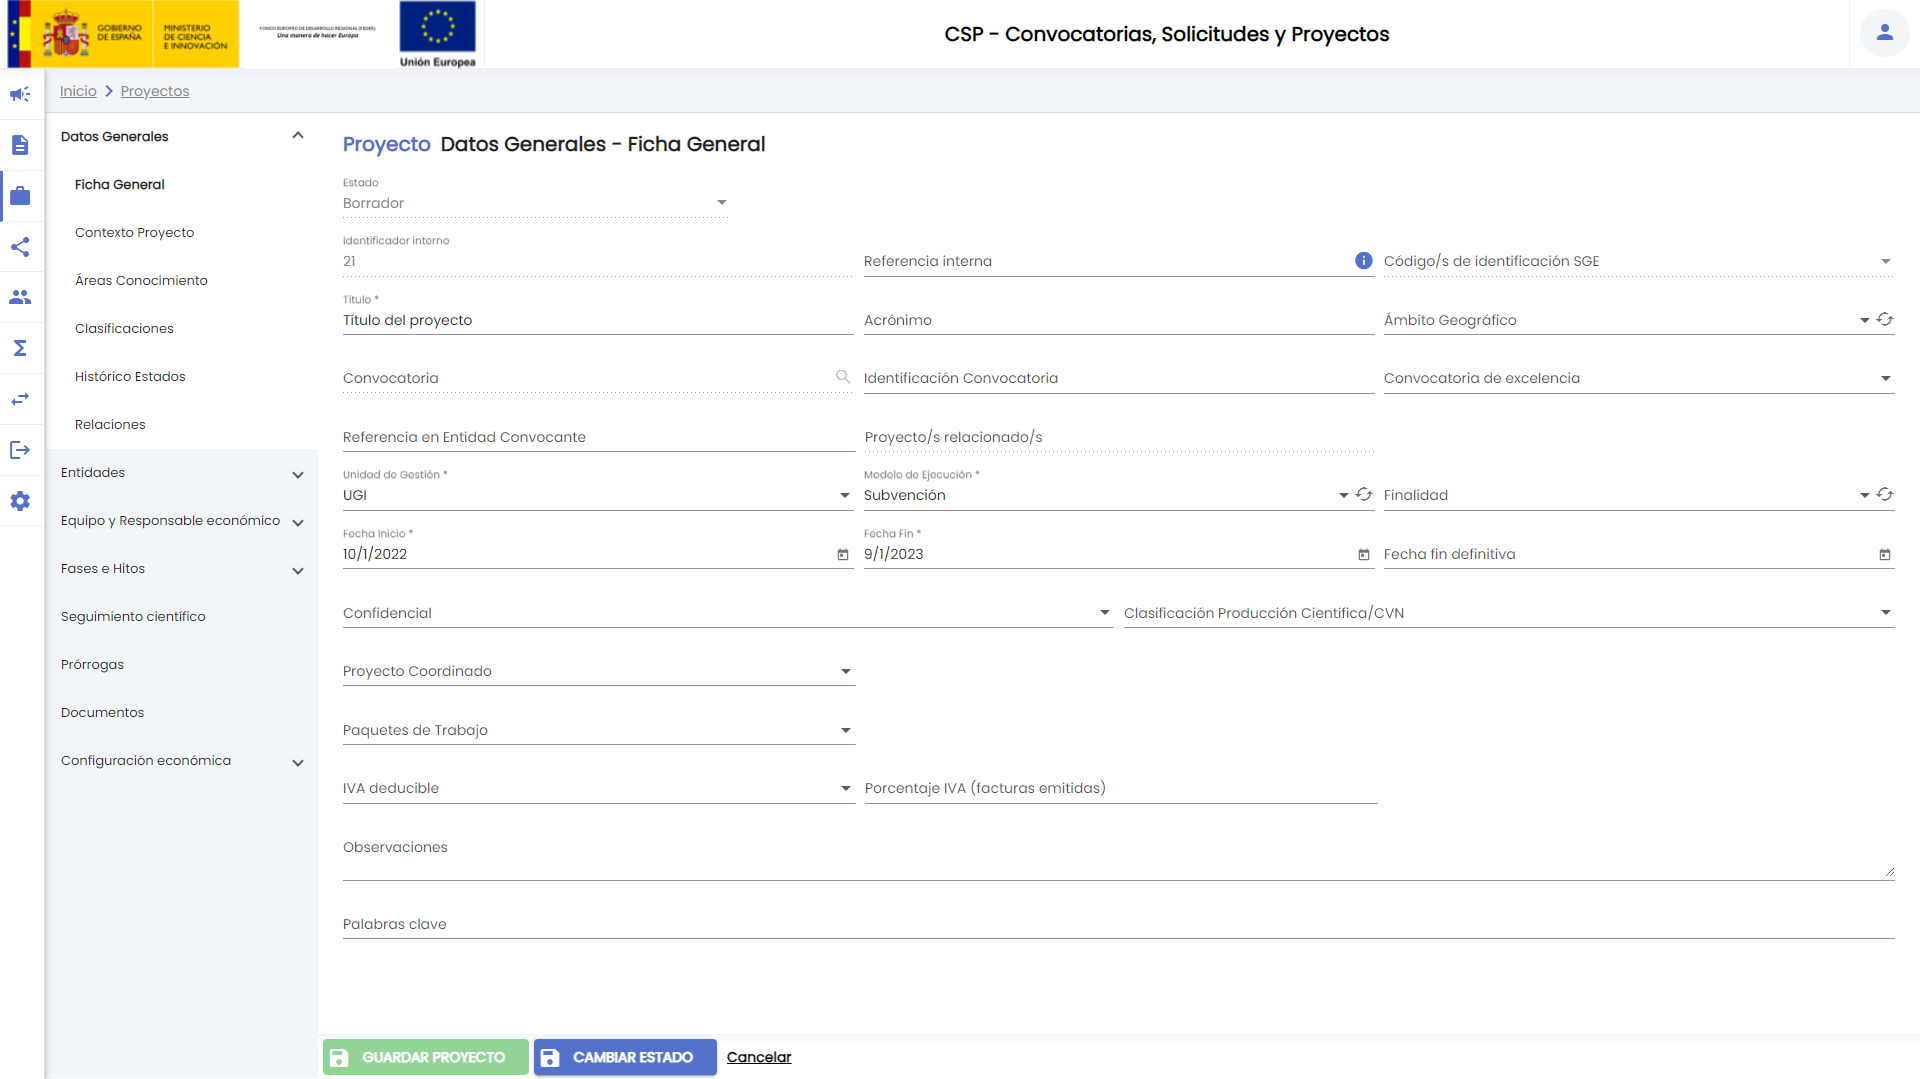 GOBIERNO
DE ESPAÑA
MINISTERIO
DE CIENCIA
E INNOVACIÓN
FONDO EUROPEO DE DESARROLLO REGIONAL (FEDER)
Una manera de hacer Europa
Unión Europea
CSP - Convocatorias, Solicitudes y Proyectos
Inicio > Proyectos
Datos Generales
Ficha General
Contexto Proyecto
Áreas Conocimiento
Clasificaciones
Histórico Estados
Relaciones
Entidades
Equipo y Responsable económico
Fases e Hitos
Seguimiento científico
Prórrogas
Documentos
Configuración económica
Proyecto Datos Generales - Ficha General
Estado
Borrador
Identificador interno
21
Referencia interna
Código/s de identificación SGE
Título *
Título del proyecto
Acrónimo
Ámbito Geográfico
Convocatoria
Identificación Convocatoria
Convocatoria de excelencia
Referencia en Entidad Convocante
Proyecto/s relacionado/s
Unidad de Gestión *
UGI
Modelo de Ejecución *
Subvención
Finalidad
Fecha Inicio *
10/1/2022
Fecha Fin *
9/1/2023
Fecha fin definitiva
Confidencial
Clasificación Producción Científica/CVN
Proyecto Coordinado
Paquetes de Trabajo
IVA deducible
Porcentaje IVA (facturas emitidas)
Observaciones
Palabras clave
GUARDAR PROYECTO
CAMBIAR ESTADO
Cancelar